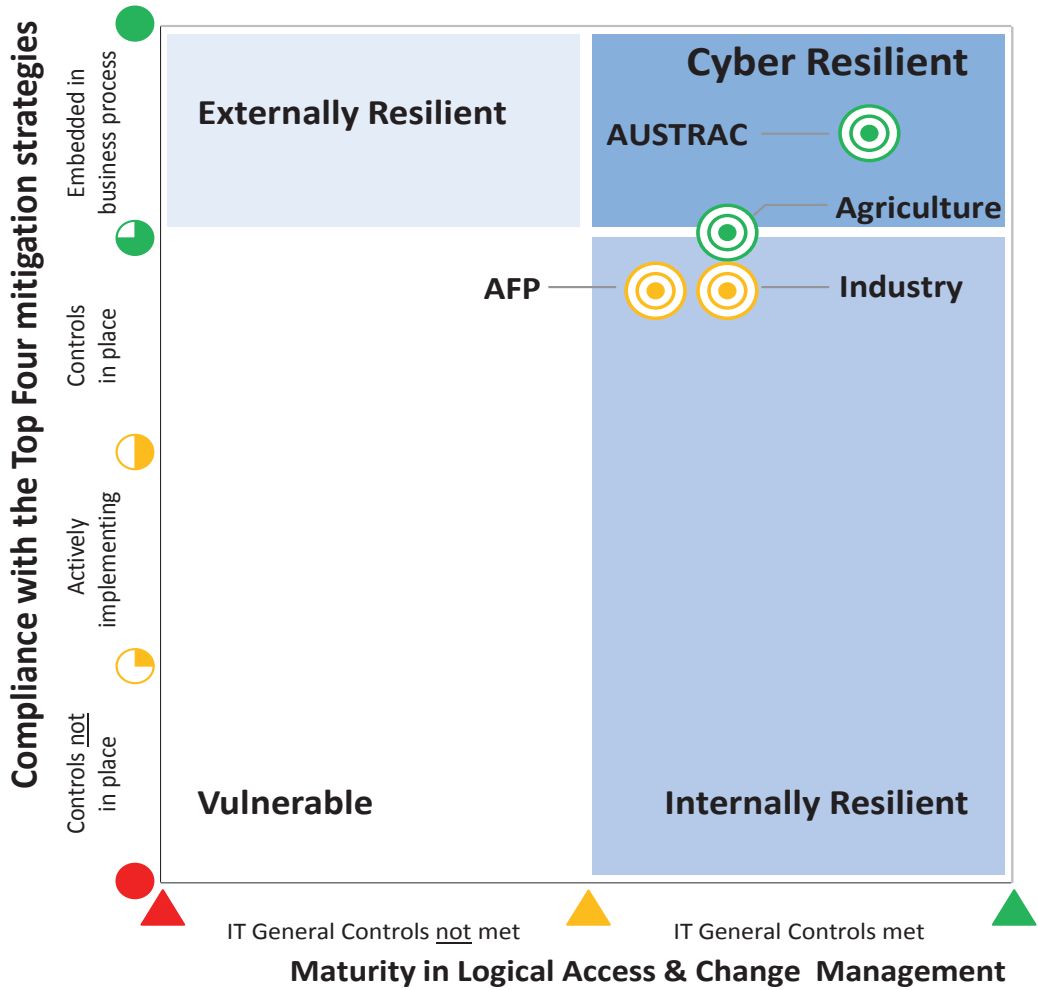 Compliance with the Top Four mitigation strategies
Embedded in
business process
Controls
in place
Actively
implementing
Controls not
in place
Externally Resilient
Cyber Resilient
AUSTRAC
Agriculture
AFP
Industry
Vulnerable
Internally Resilient
IT General Controls not met
IT General Controls met
Maturity in Logical Access & Change Management